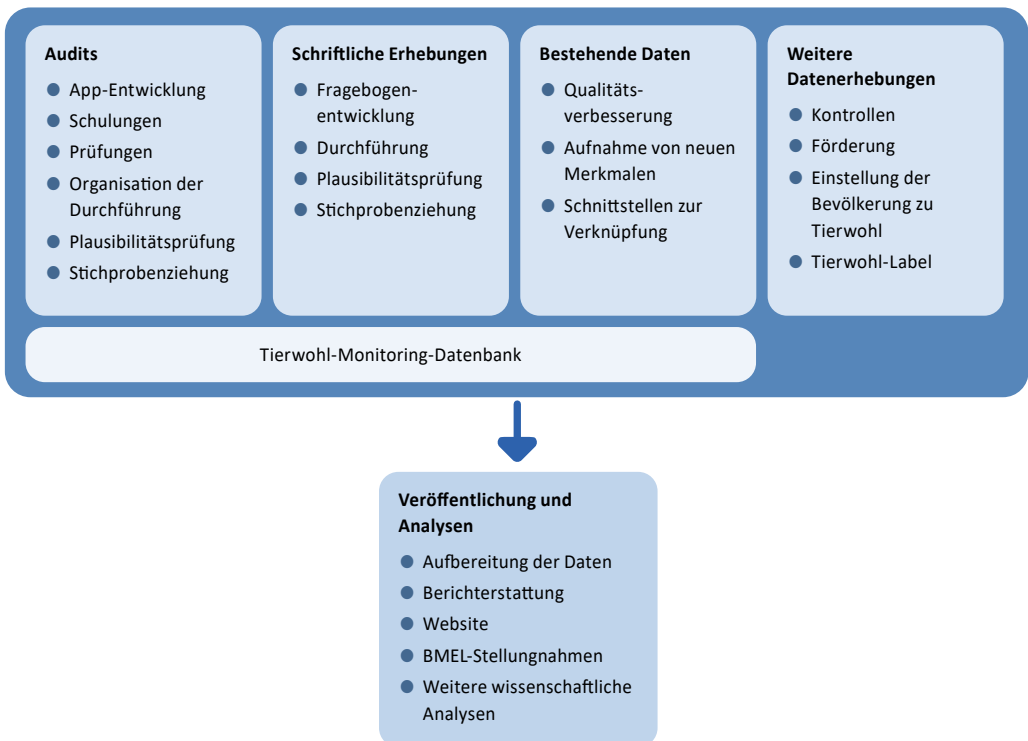 Audits
App-Entwicklung
Schulungen
Prüfungen
Organisation der
Durchführung
Plausibilitätsprüfung
Stichprobenziehung
Schriftliche Erhebungen
Fragebogen-
entwicklung
Durchführung
Plausibilitätsprüfung
Stichprobenziehung
Bestehende Daten
Qualitäts-
verbesserung
Aufnahme von neuen
Merkmalen
Schnittstellen zur
Verknüpfung
Weitere
Datenerhebungen
Kontrollen
Förderung
Einstellung der
Bevölkerung zu
Tierwohl
Tierwohl-Label
Tierwohl-Monitoring-Datenbank
Veröffentlichung und
Analysen
Aufbereitung der Daten
Berichterstattung
Website
BMEL-Stellungnahmen
Weitere wissenschaftliche
Analysen